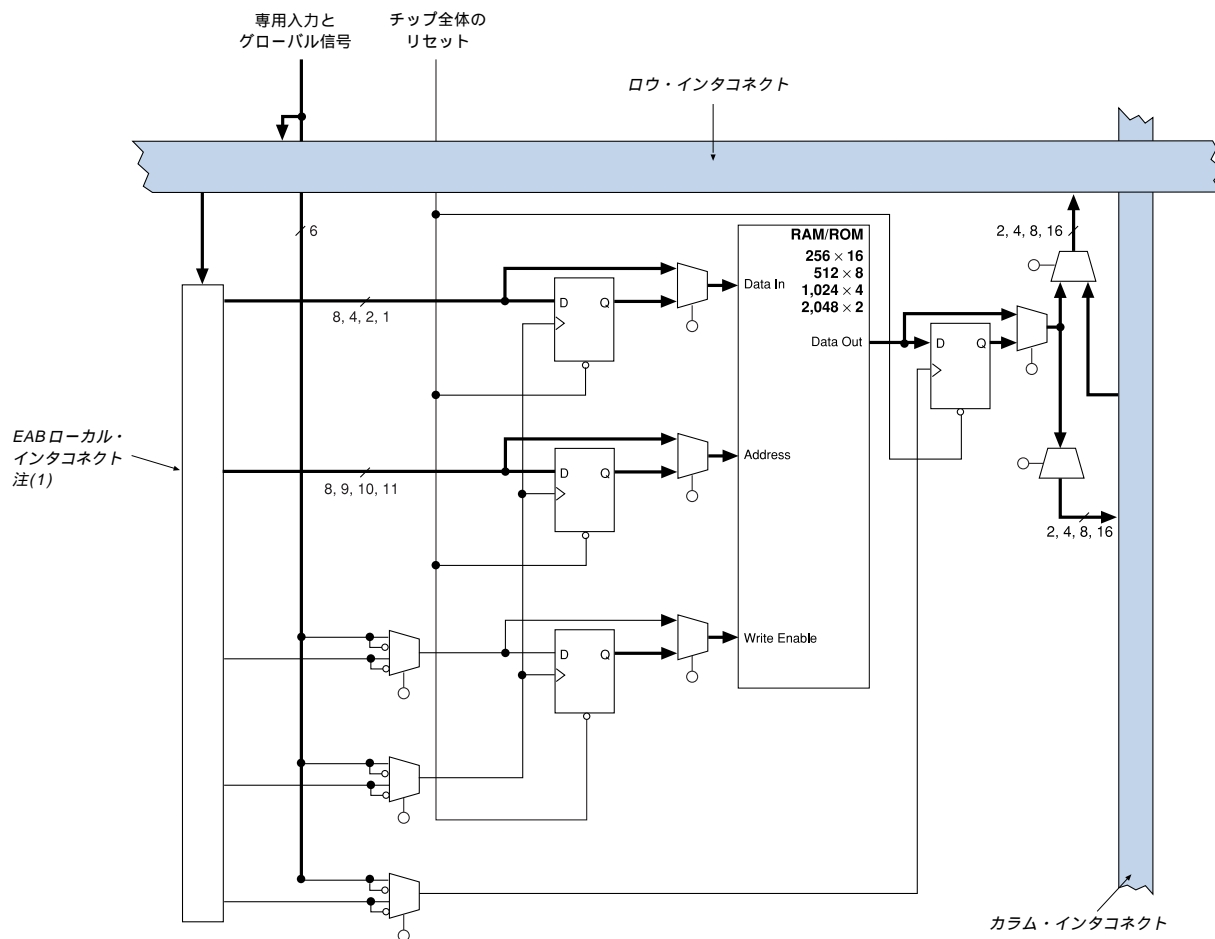 専用入力と
グローバル信号
チップ全体の
リセット
ロウ・インタコネクト
6
2, 4, 8, 16
RAM/ROM
256 × 16
512 × 8
1,024 × 4
2,048 × 2
Data In
D
Q
8, 4, 2, 1
Data Out
D
Q
EABローカル・
インタコネクト
注(1)
Address
D
Q
8, 9, 10, 11
2, 4, 8, 16
Write Enable
D
Q
カラム・インタコネクト